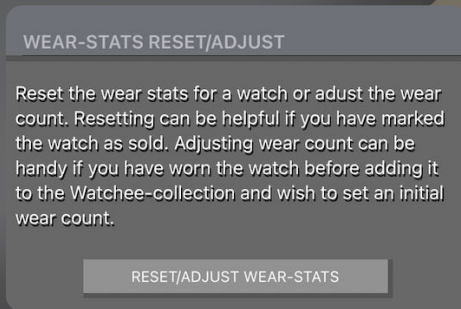 WEAR-STATS RESET/ADJUST
Reset the wear stats for a watch or adust the wear
count. Resetting can be helpful if you have marked
the watch as sold. Adjusting wear count can be
handy if you have worn the watch before adding it
to the Watchee-collection and wish to set an initial
wear count.
RESET/ADJUST WEAR-STATS